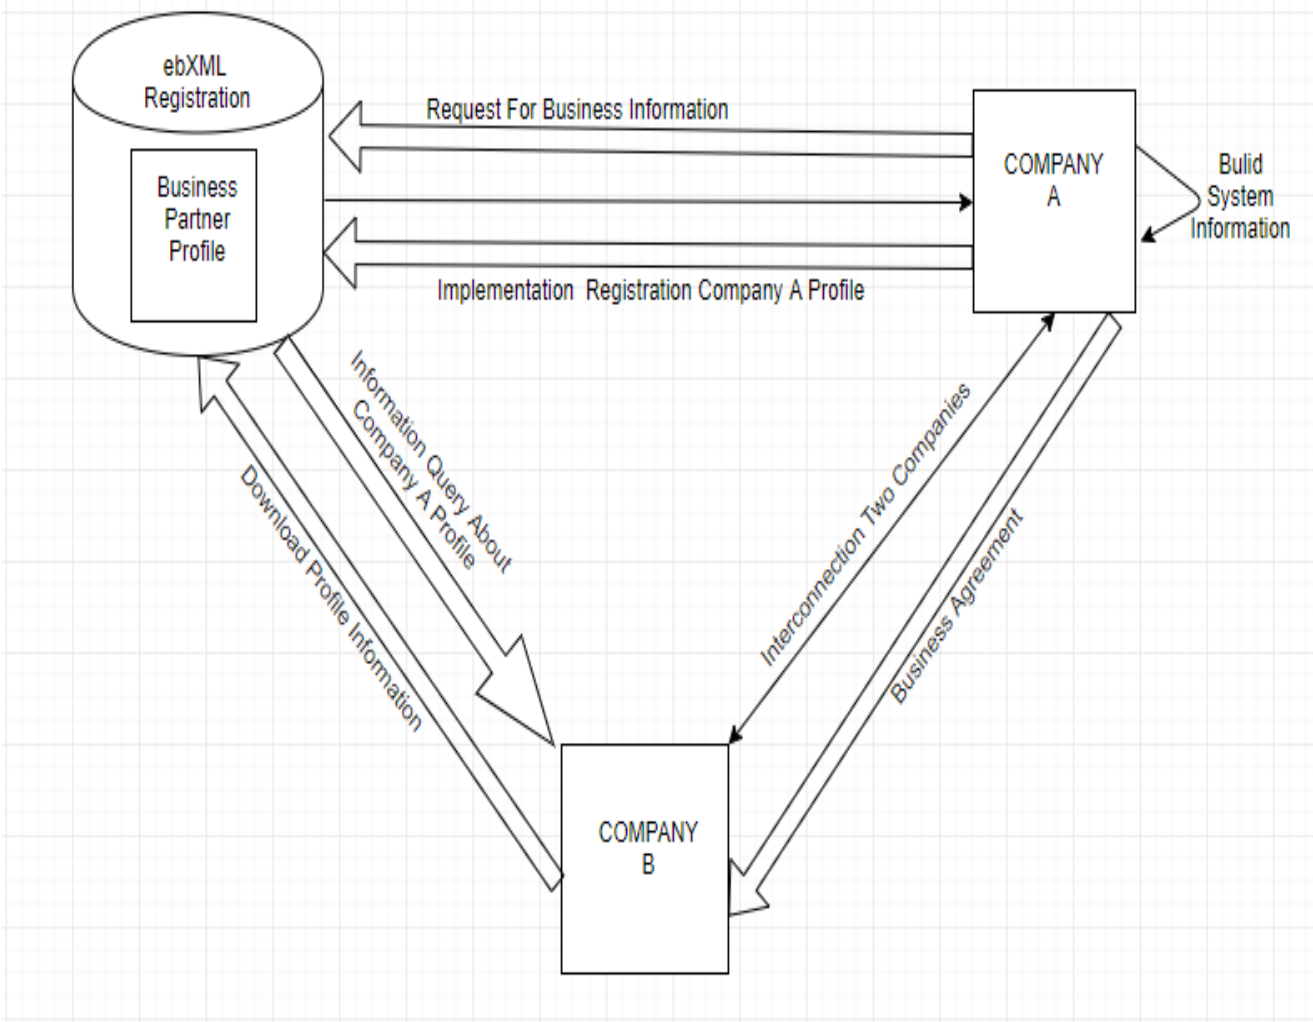 ebXML
Registration
Business
Partner
Profile
Request For Business Information
COMPANY
A
Bulid
System
Information
Implementation Registration Company A Profile
Information Query About
Company A Profile
Download Profile Information
Interconnection Two Companies
Business Agreement
COMPANY
B